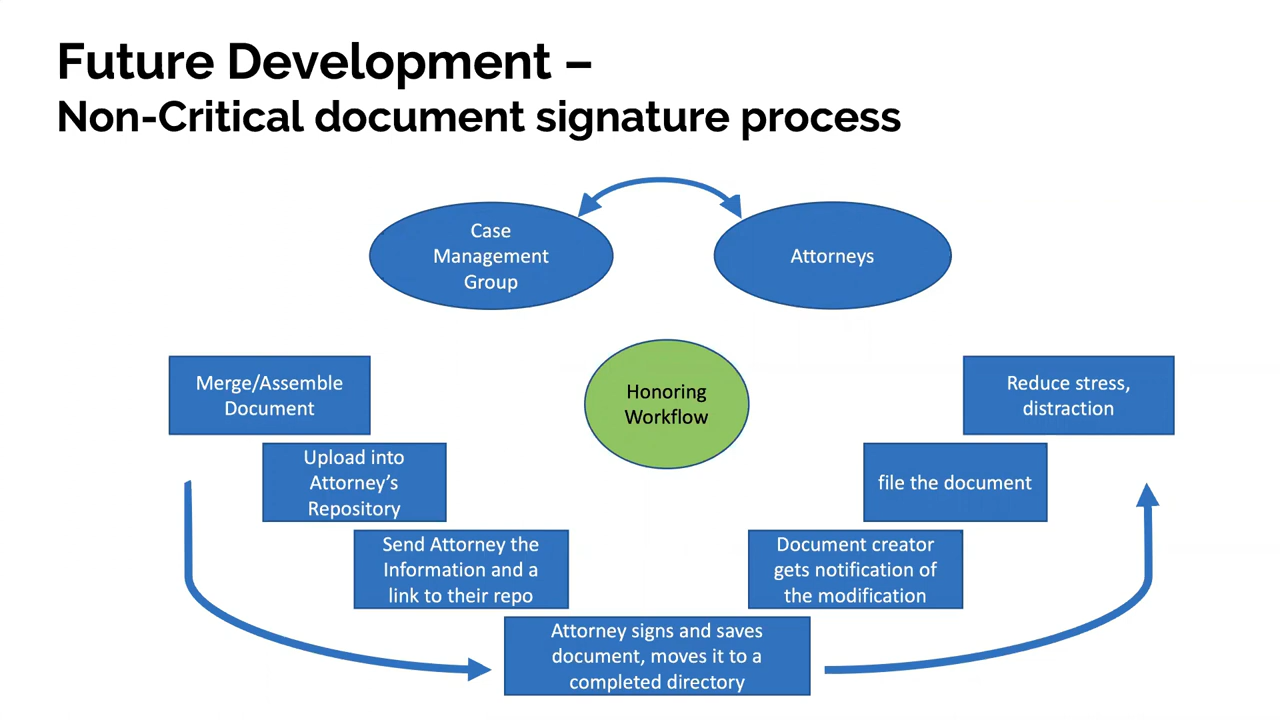 Future Development –
Non-Critical document signature process
Case
Management
Group
Attorneys
Honoring
Workflow
Merge/Assemble
Document
Upload into
Attorney’s
Repository
Send Attorney the
Information and a
link to their repo
Attorney signs and saves
document, moves it to a
completed directory
Document creator
gets notification of
the modification
file the document
Reduce stress,
distraction